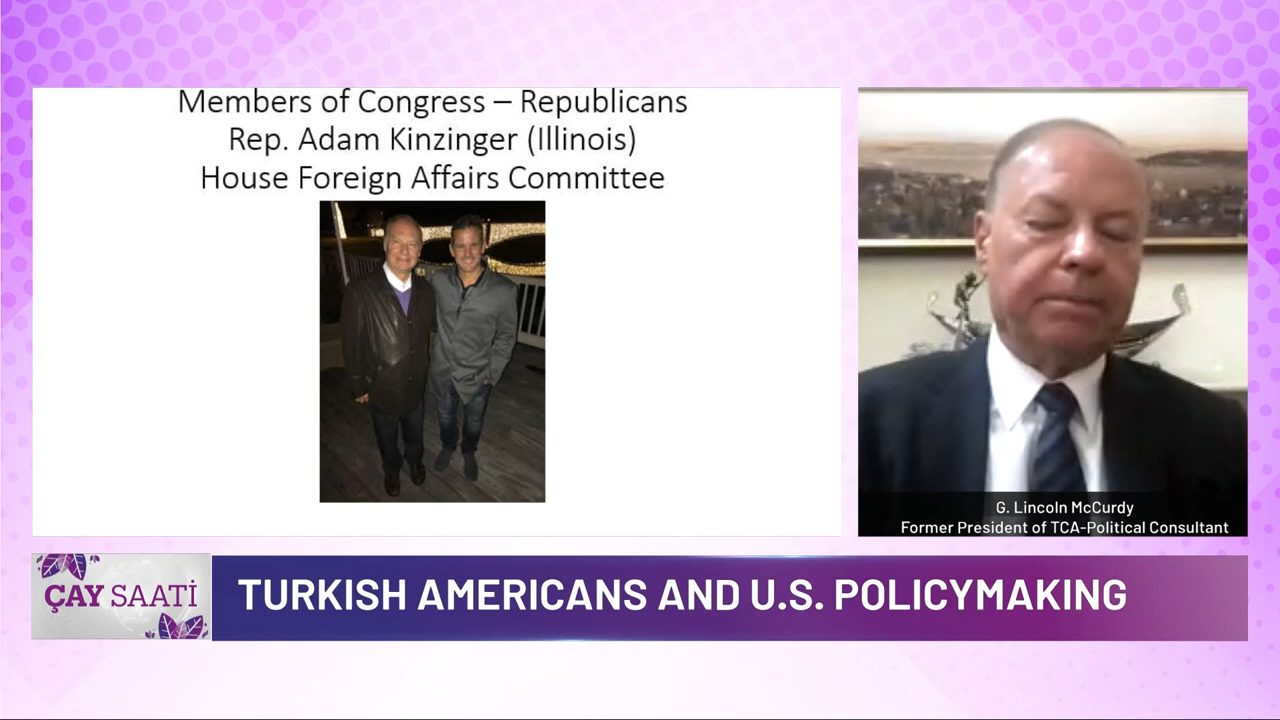 Members of Congress – Republicans
Rep. Adam Kinzinger (Illinois)
House Foreign Affairs Committee
G. Lincoln McCurdy
Former President of TCA-Political Consultant
ÇAY SAATİ
TURKISH AMERICANS AND U.S. POLICYMAKING